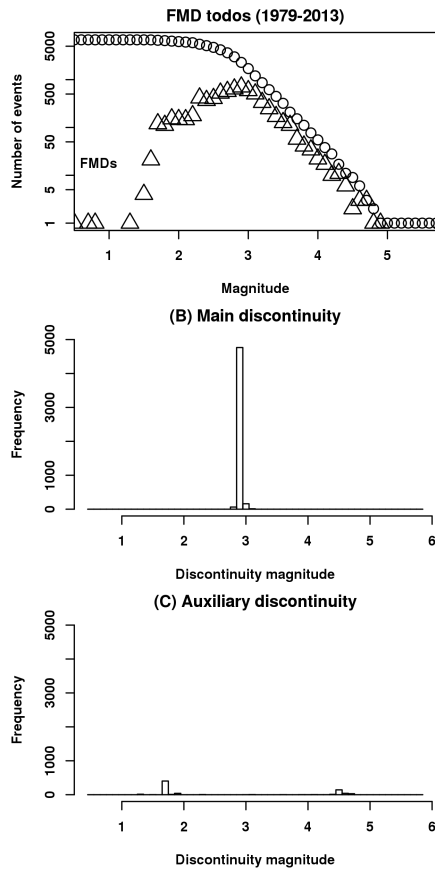 FMD todos (1979-2013)
Number of events
5000
500
50
5
1
FMDs
1 2 3 4 5
Magnitude
(B) Main discontinuity
Frequency
5000
3000
1000
0
1 2 3 4 5 6
Discontinuity magnitude
(C) Auxiliary discontinuity
Frequency
5000
3000
1000
0
1 2 3 4 5 6
Discontinuity magnitude